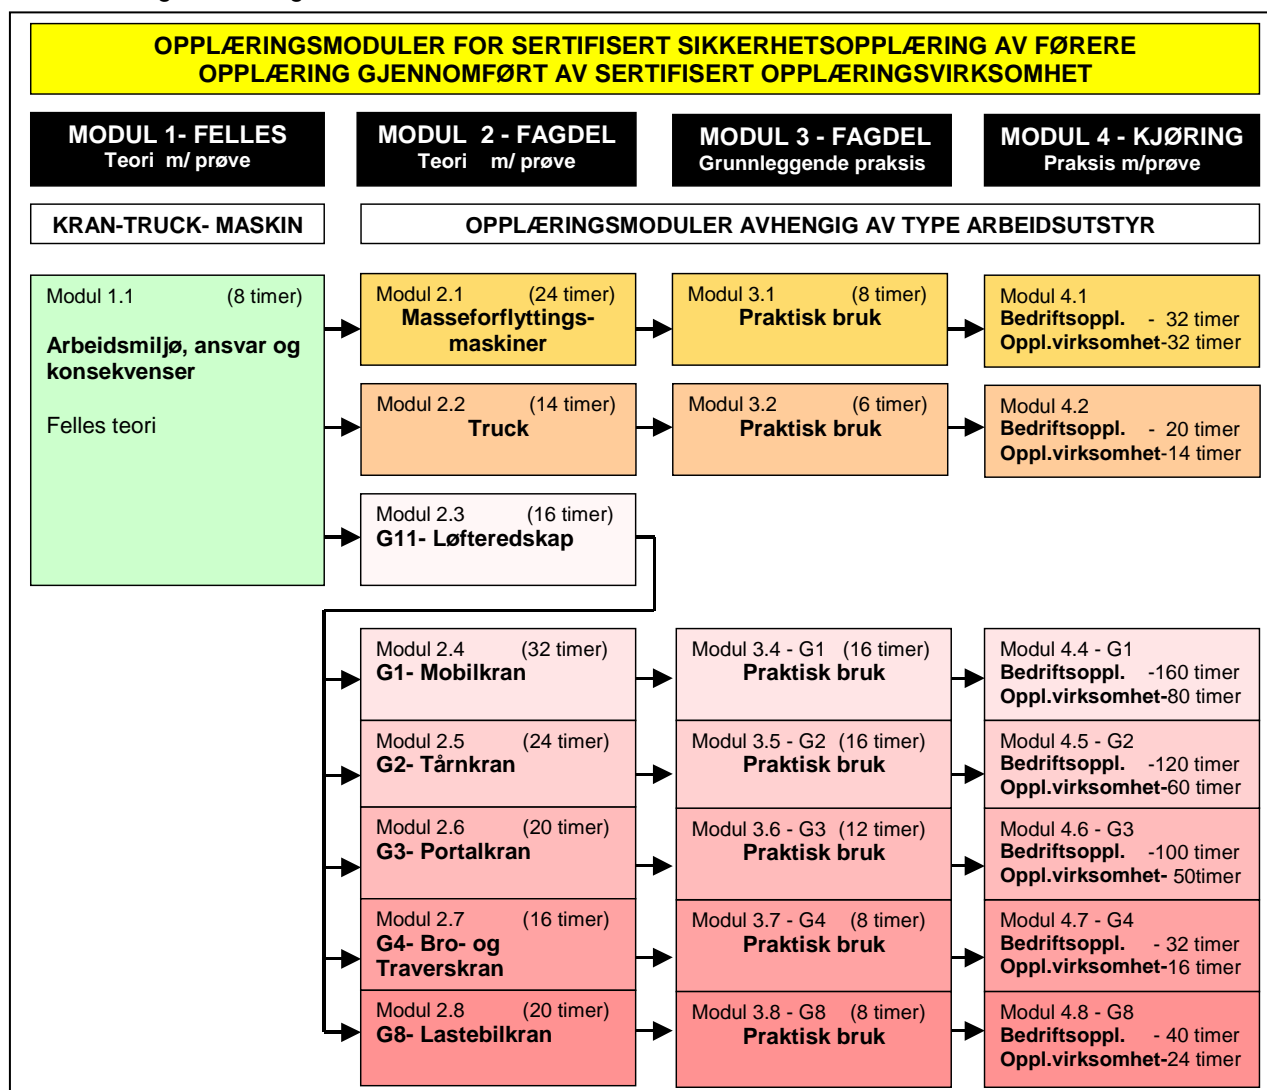 OPPLÆRINGSMODULER FOR SERTIFISERT SIKKERHETSOPPLÆRING AV FØRERE
OPPLÆRING GJENNOMFØRT AV SERTIFISERT OPPLÆRINGSVIRKSOMHET
MODUL 1- FELLES
Teori m/ prøve
MODUL 2 - FAGDEL
Teori m/ prøve
MODUL 3 - FAGDEL
Grunnleggende praksis
MODUL 4 - KJØRING
Praksis m/prøve
KRAN-TRUCK- MASKIN
OPPLÆRINGSMODULER AVHENGIG AV TYPE ARBEIDSUTSTYR
Modul 1.1 (8 timer)
Arbeidsmiljø, ansvar og
konsekvenser
Felles teori
Modul 2.1 (24 timer)
Masseforflyttings-
maskiner
Modul 3.1 (8 timer)
Praktisk bruk
Modul 4.1
Bedriftsoppl. - 32 timer
Oppl.virksomhet-32 timer
Modul 2.2 (14 timer)
Truck
Modul 3.2 (6 timer)
Praktisk bruk
Modul 4.2
Bedriftsoppl. - 20 timer
Oppl.virksomhet-14 timer
Modul 2.3 (16 timer)
G11- Løfteredskap
Modul 2.4 (32 timer)
G1- Mobilkran
Modul 3.4 - G1 (16 timer)
Praktisk bruk
Modul 4.4 - G1
Bedriftsoppl. -160 timer
Oppl.virksomhet-80 timer
Modul 2.5 (24 timer)
G2- Tårnkran
Modul 3.5 - G2 (16 timer)
Praktisk bruk
Modul 4.5 - G2
Bedriftsoppl. -120 timer
Oppl.virksomhet-60 timer
Modul 2.6 (20 timer)
G3- Portalkran
Modul 3.6 - G3 (12 timer)
Praktisk bruk
Modul 4.6 - G3
Bedriftsoppl. -100 timer
Oppl.virksomhet- 50timer
Modul 2.7 (16 timer)
G4- Bro- og
Traverskran
Modul 3.7 - G4 (8 timer)
Praktisk bruk
Modul 4.7 - G4
Bedriftsoppl. - 32 timer
Oppl.virksomhet-16 timer
Modul 2.8 (20 timer)
G8- Lastebilkran
Modul 3.8 - G8 (8 timer)
Praktisk bruk
Modul 4.8 - G8
Bedriftsoppl. - 40 timer
Oppl.virksomhet-24 timer